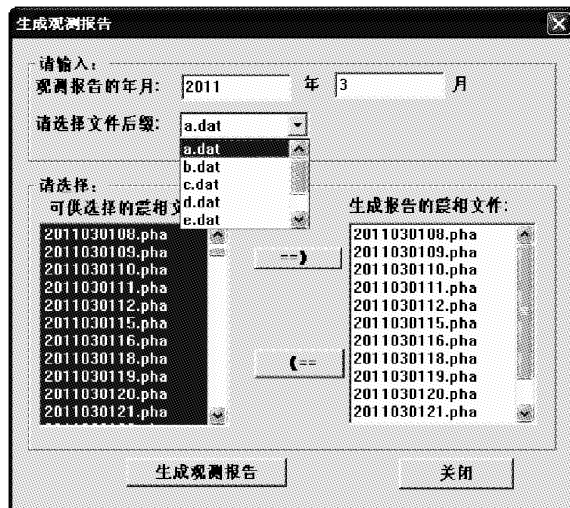 生成观测报告
请输入:
观测报告的年月: 2011 年 3 月
请选择文件后缀: a.dat
a.dat
b.dat
c.dat
d.dat
e.dat
请选择:
可供选择的震相文
2011030108.pha
2011030109.pha
2011030110.pha
2011030111.pha
2011030112.pha
2011030115.pha
2011030116.pha
2011030118.pha
2011030119.pha
2011030120.pha
2011030121.pha
==)
(==
生成报告的震相文件:
2011030108.pha
2011030109.pha
2011030110.pha
2011030111.pha
2011030112.pha
2011030115.pha
2011030116.pha
2011030118.pha
2011030119.pha
2011030120.pha
2011030121.pha
生成观测报告
关闭